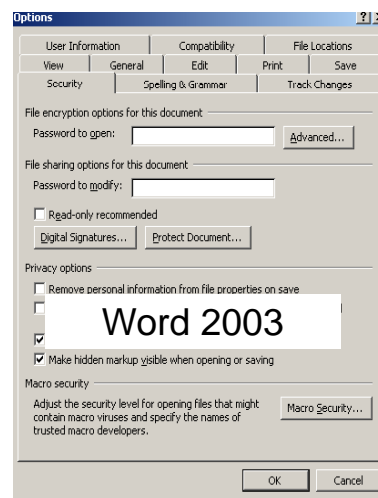 Options
User Information Compatibility File Locations
View General Edit Print Save
Security Spelling & Grammar Track Changes
File encryption options for this document
Password to open: Advanced...
File sharing options for this document
Password to modify:
Read-only recommended
Digital Signatures... Protect Document...
Privacy options
Remove personal information from file properties on save
Word 2003
Make hidden markup visible when opening or saving
Macro security
Adjust the security level for opening files that might
contain macro viruses and specify the names of
trusted macro developers.
Macro Security...
OK Cancel